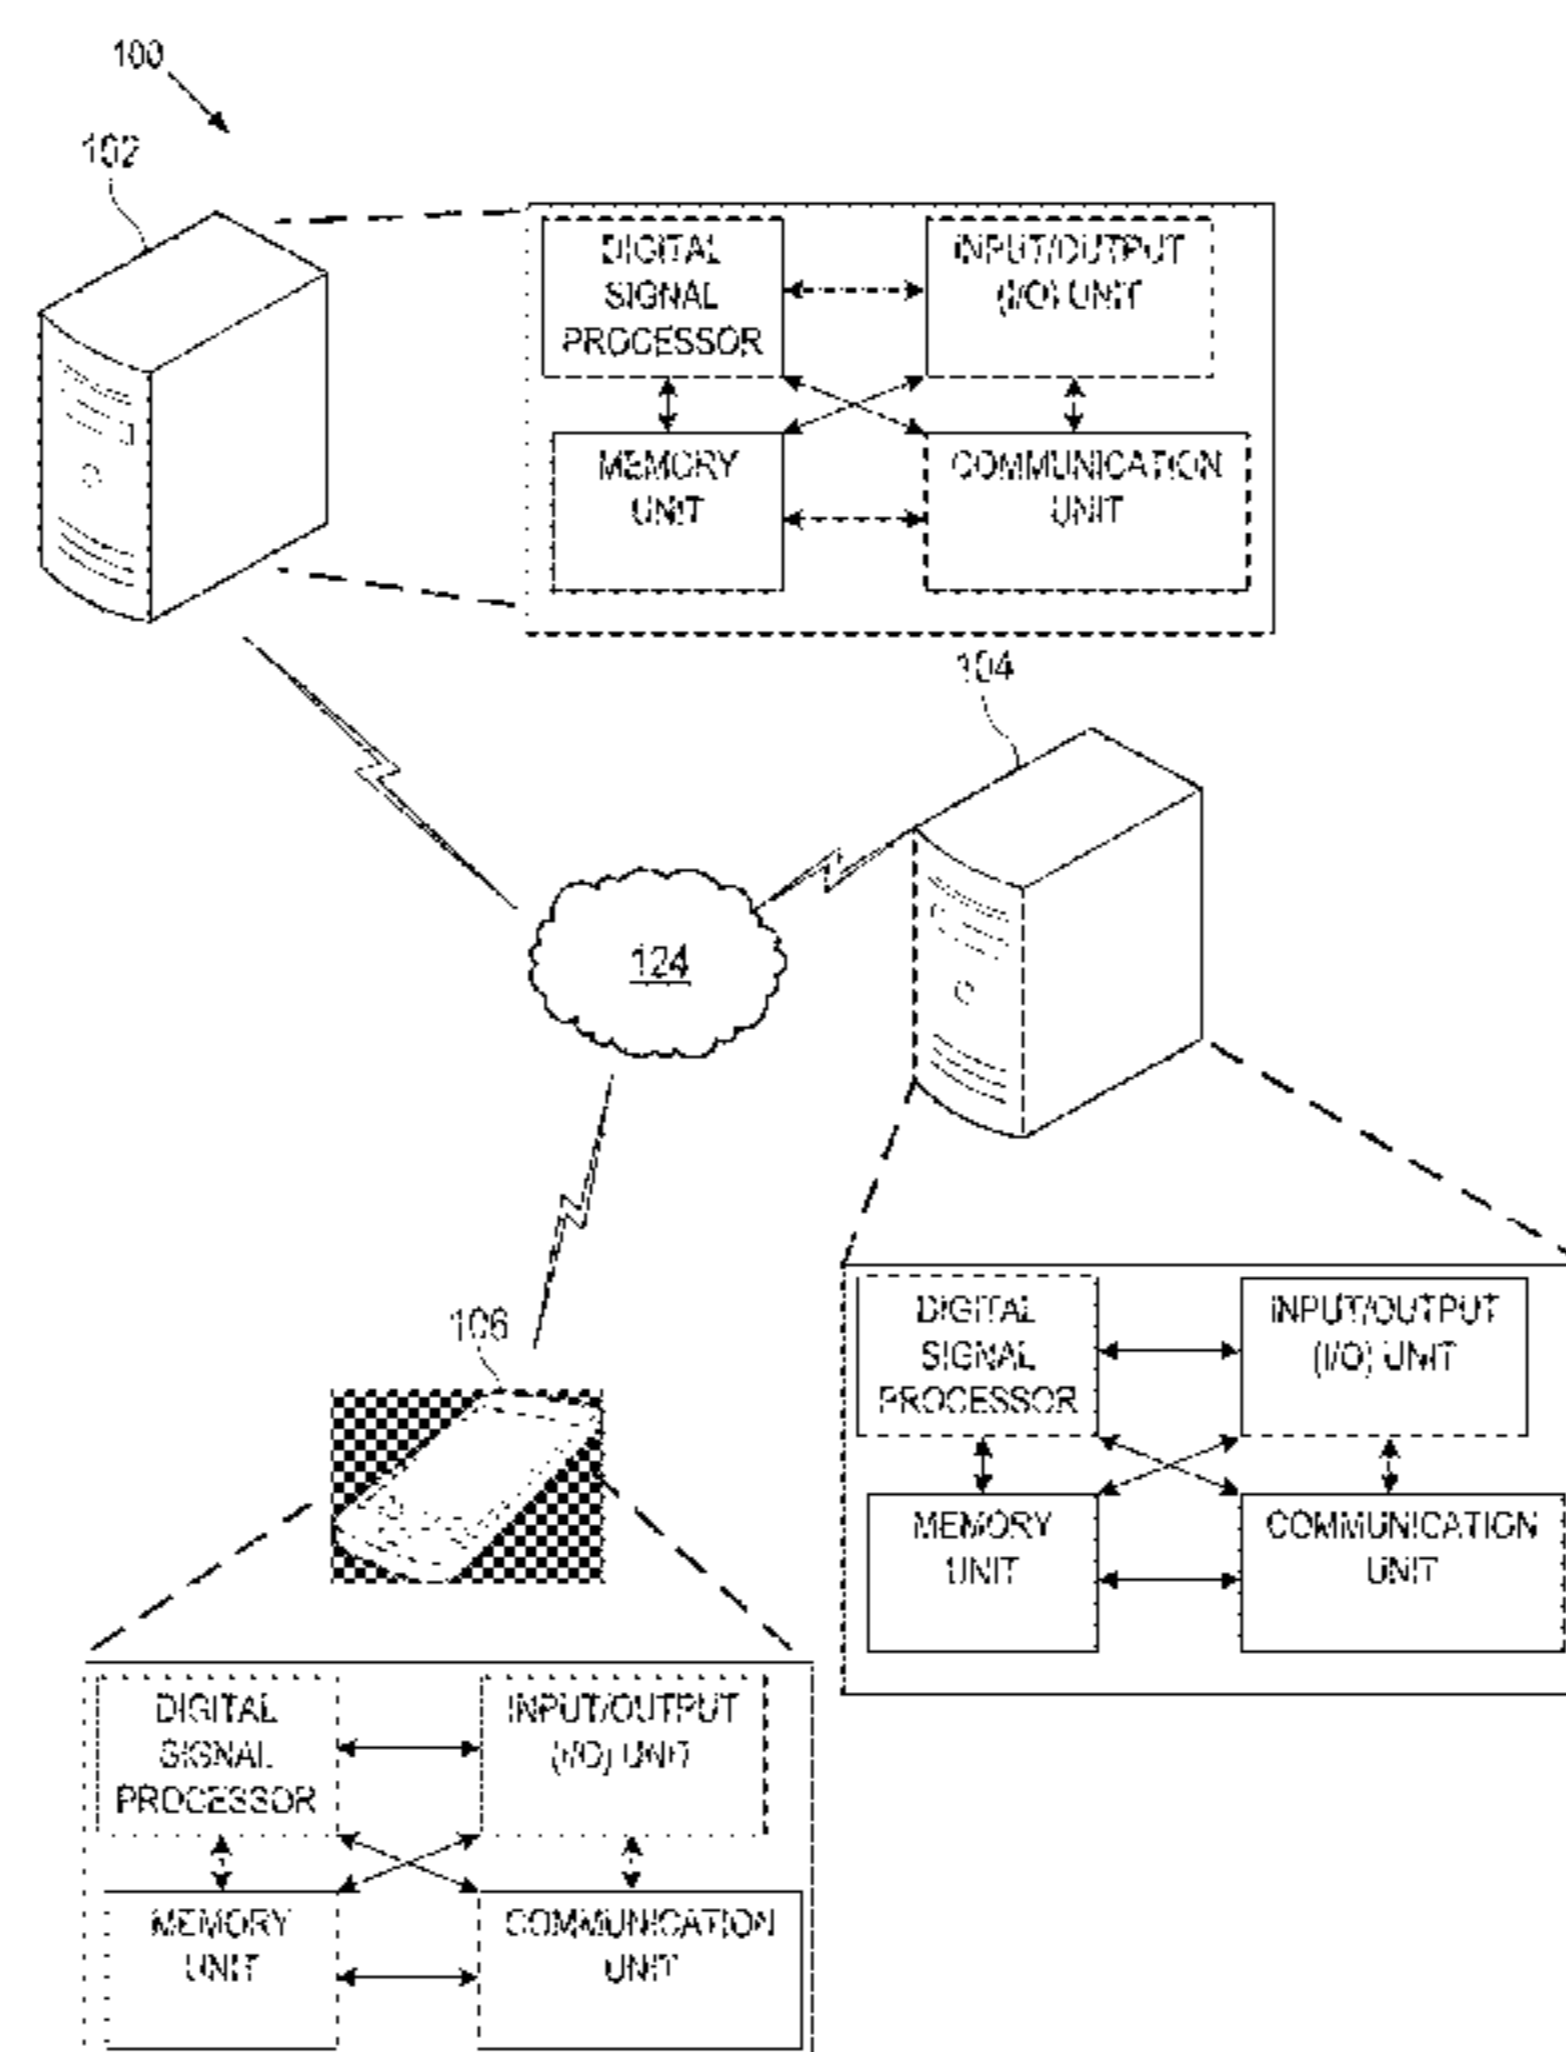 100
102
DIGITAL
SIGNAL
PROCESSOR
INPUT/OUTPUT
(I/O) UNIT
MEMORY
UNIT
COMMUNICATION
UNIT
104
124
106
DIGITAL
SIGNAL
PROCESSOR
INPUT/OUTPUT
(I/O) UNIT
MEMORY
UNIT
COMMUNICATION
UNIT
DIGITAL
SIGNAL
PROCESSOR
INPUT/OUTPUT
(I/O) UNIT
MEMORY
UNIT
COMMUNICATION
UNIT